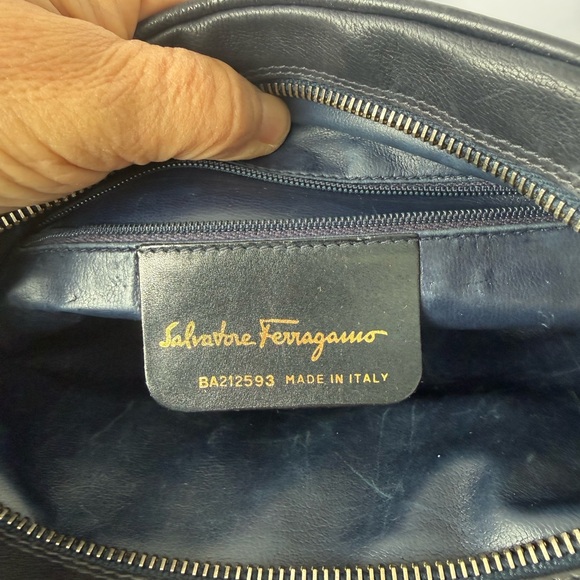 Salvatore Ferragamo
BA212593 MADE IN ITALY